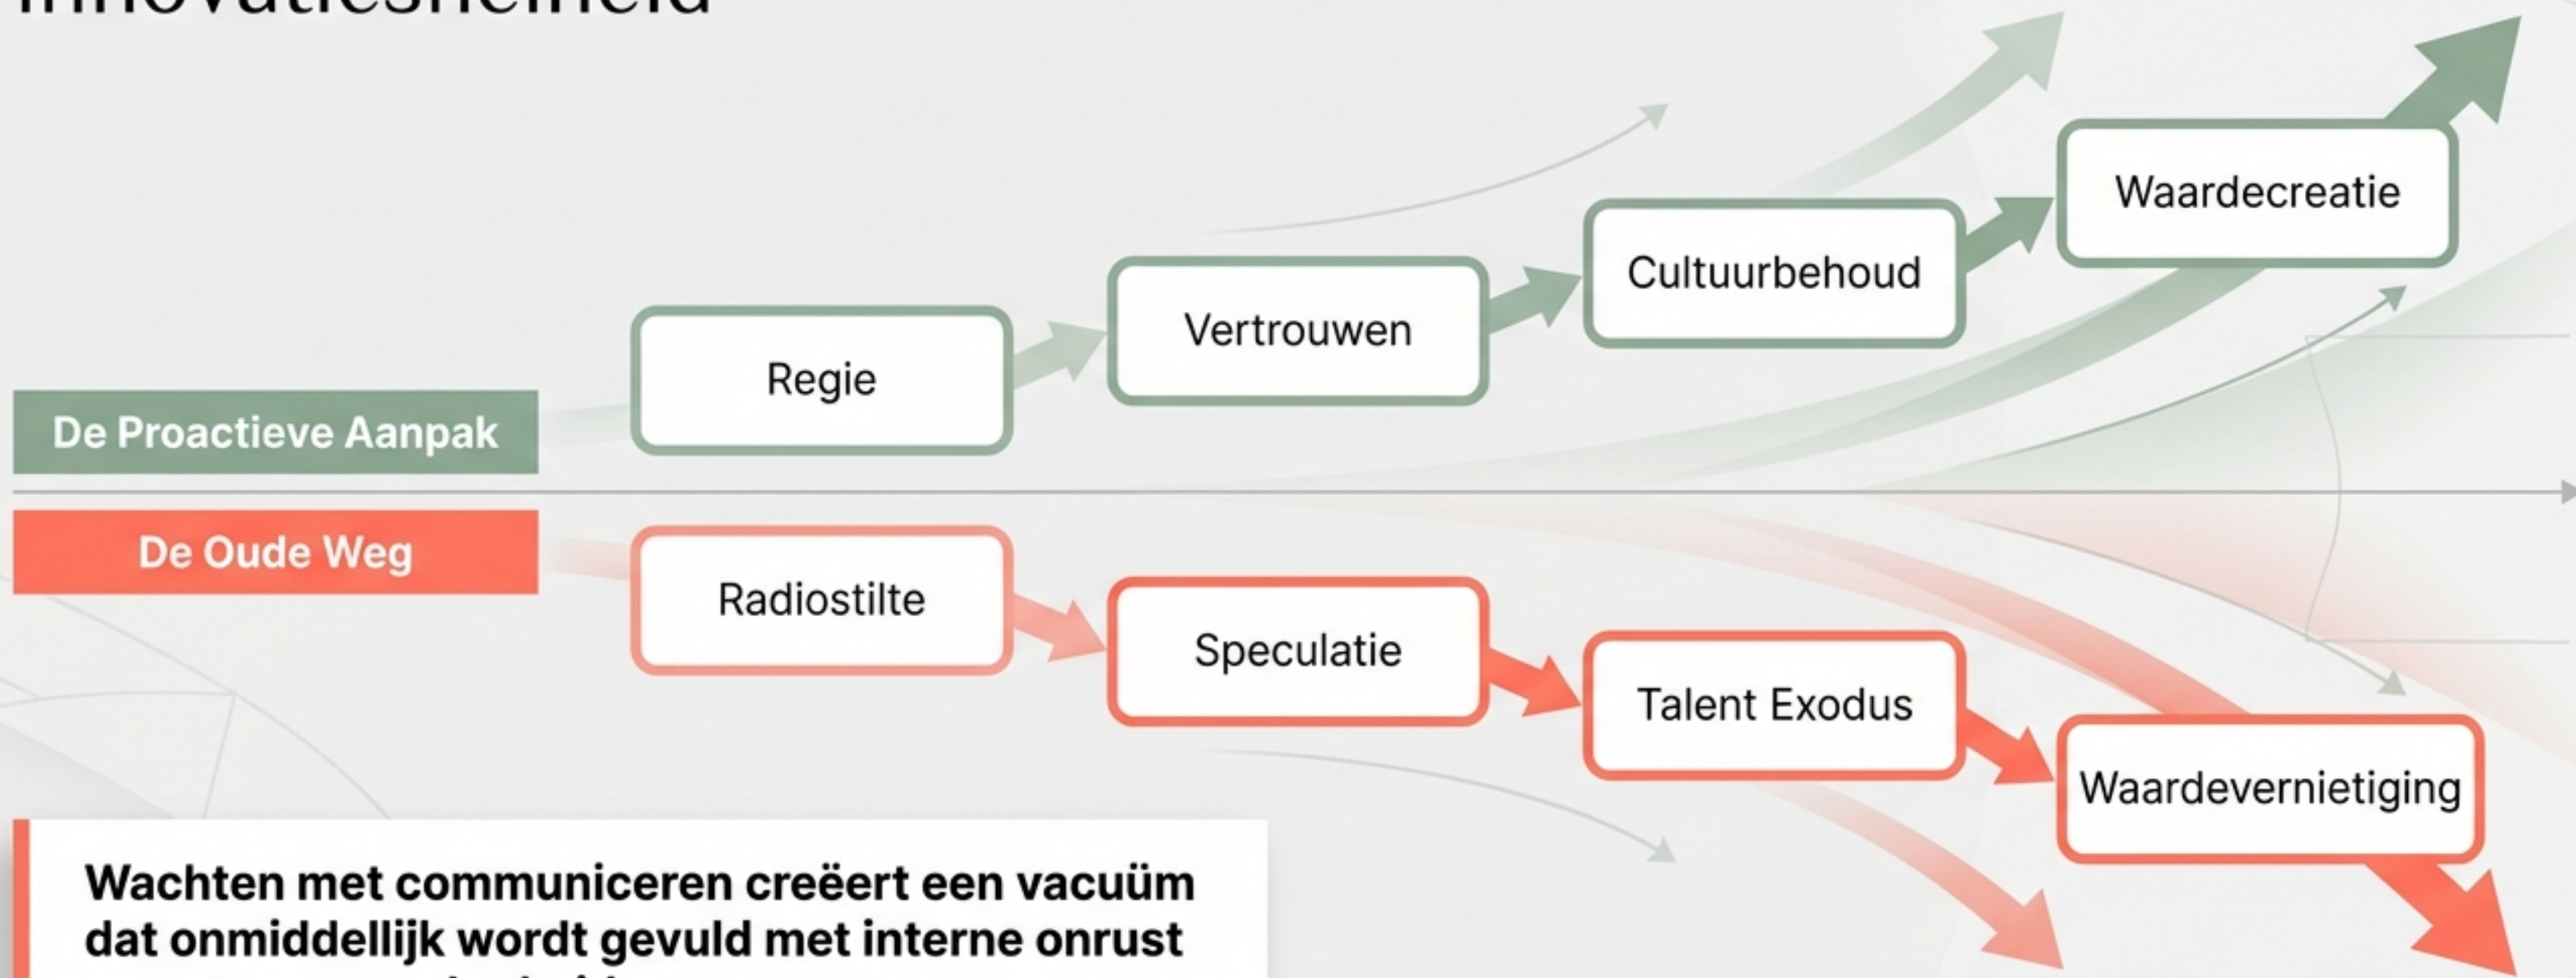 innovatiesnelheid
De Proactieve Aanpak
Regie
Vertrouwen
Cultuurbehoud
Waardecreatie
De Oude Weg
Radiostilte
Speculatie
Talent Exodus
Waardevernietiging
Wachten met communiceren creëert een vacuüm
dat onmiddellijk wordt gevuld met interne onrust